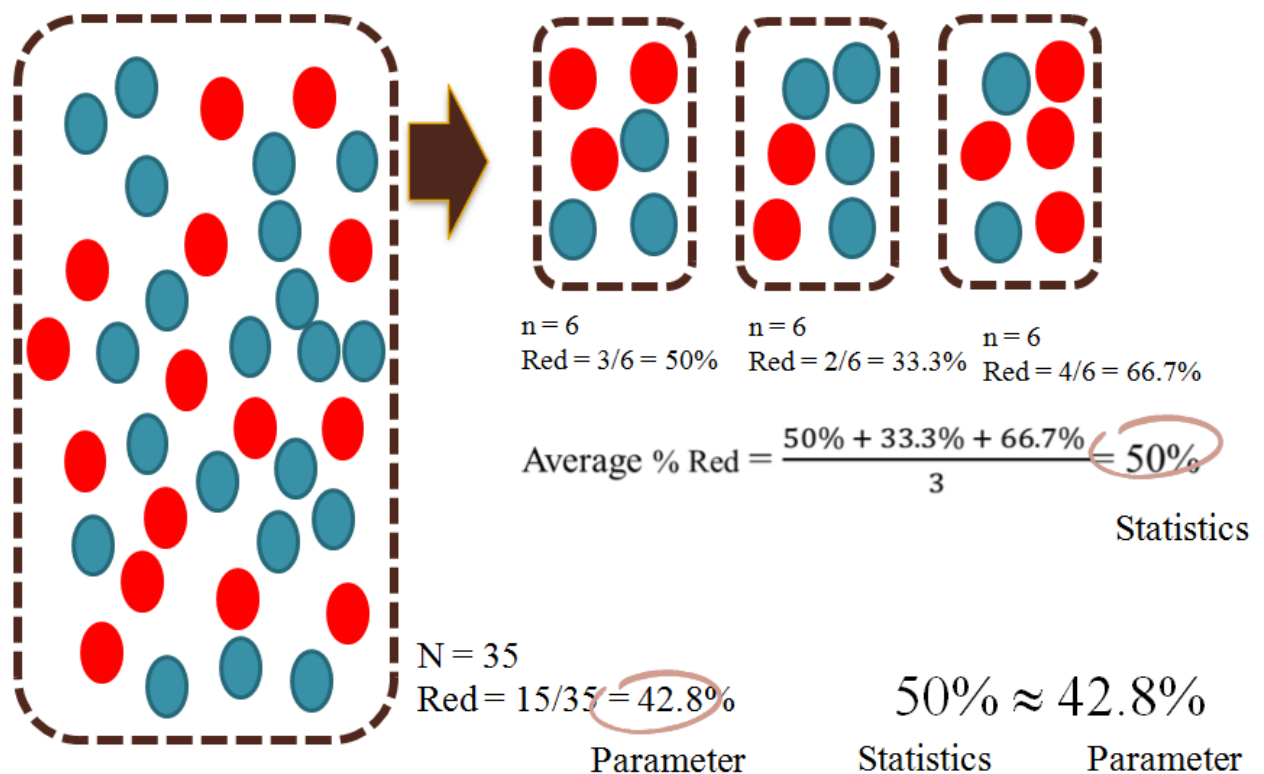 n = 6
Red = 3/6 = 50%
n = 6
Red = 2/6 = 33.3%
n = 6
Red = 4/6 = 66.7%
Average % Red = (50% + 33.3% + 66.7%)/3 = 50%
Statistics
N = 35
Red = 15/35 = 42.8%
Parameter
50% ≈ 42.8%
Statistics Parameter